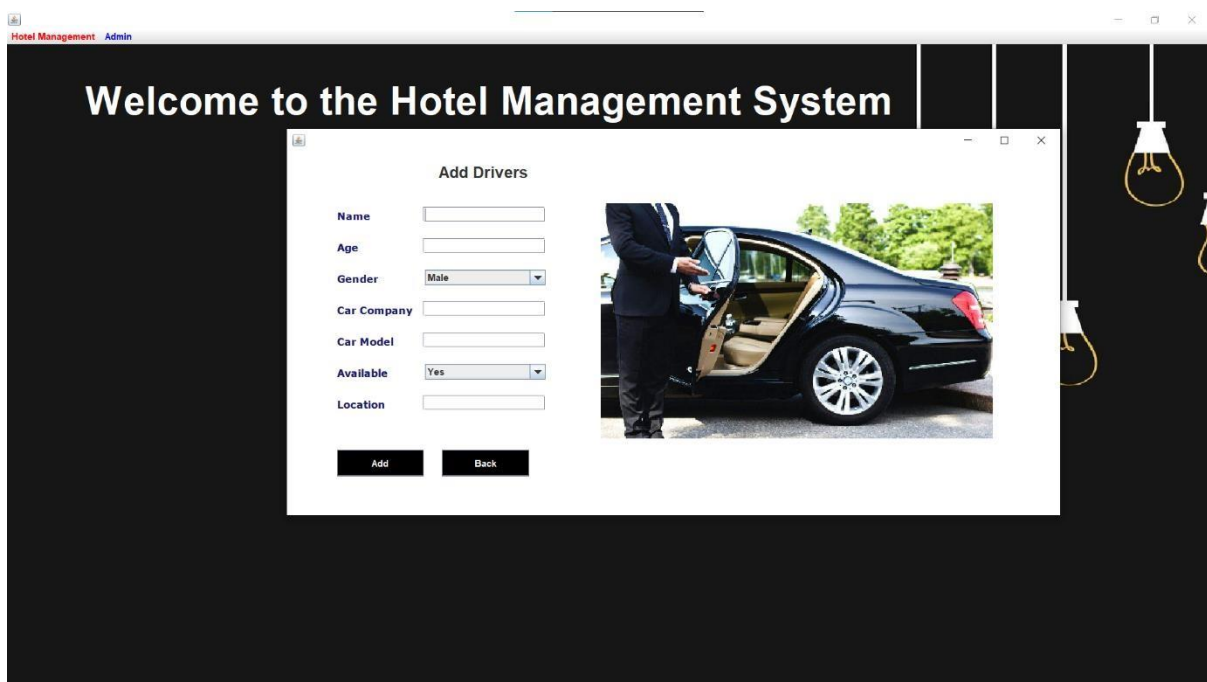 Hotel Management Admin
Welcome to the Hotel Management System
Add Drivers
Name
Age
Gender Male
Car Company
Car Model
Available Yes
Location
Add Back